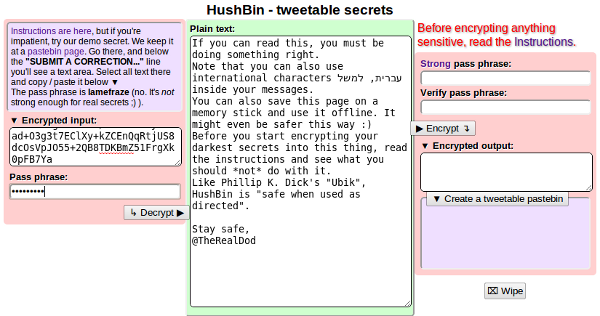 HushBin - tweetable secrets
Instructions are here, but if you're
impatient, try our demo secret. We keep it
at a pastebin page. Go there, and below
the "SUBMIT A CORRECTION..." line
you'll see a text area. Select all text there
and copy / paste it below ▼
The pass phrase is lamefraze (no. It's not
strong enough for real secrets ;) ).
▼ Encrypted input:
ad+O3g3t7EClXy+kZCEnQqRtjUS8
dcOsVpJO55+2QB8TDKBmZ51FrgXk
0pFB7Ya
Pass phrase:
•••••••••
↳ Decrypt ▶
Plain text:
If you can read this, you must be
doing something right.
Note that you can also use
international characters עברית, למשל
inside your messages.
You can also save this page on a
memory stick and use it offline. It
might even be safer this way :)
Before you start encrypting your
darkest secrets into this thing, read
the instructions and see what you
should *not* do with it.
Like Phillip K. Dick's "Ubik",
HushBin is "safe when used as
directed".
Stay safe,
@TheRealDod
Before encrypting anything
sensitive, read the Instructions.
Strong pass phrase:
Verify pass phrase:
▶ Encrypt ↴
▼ Encrypted output:
▼ Create a tweetable pastebin
⌧ Wipe